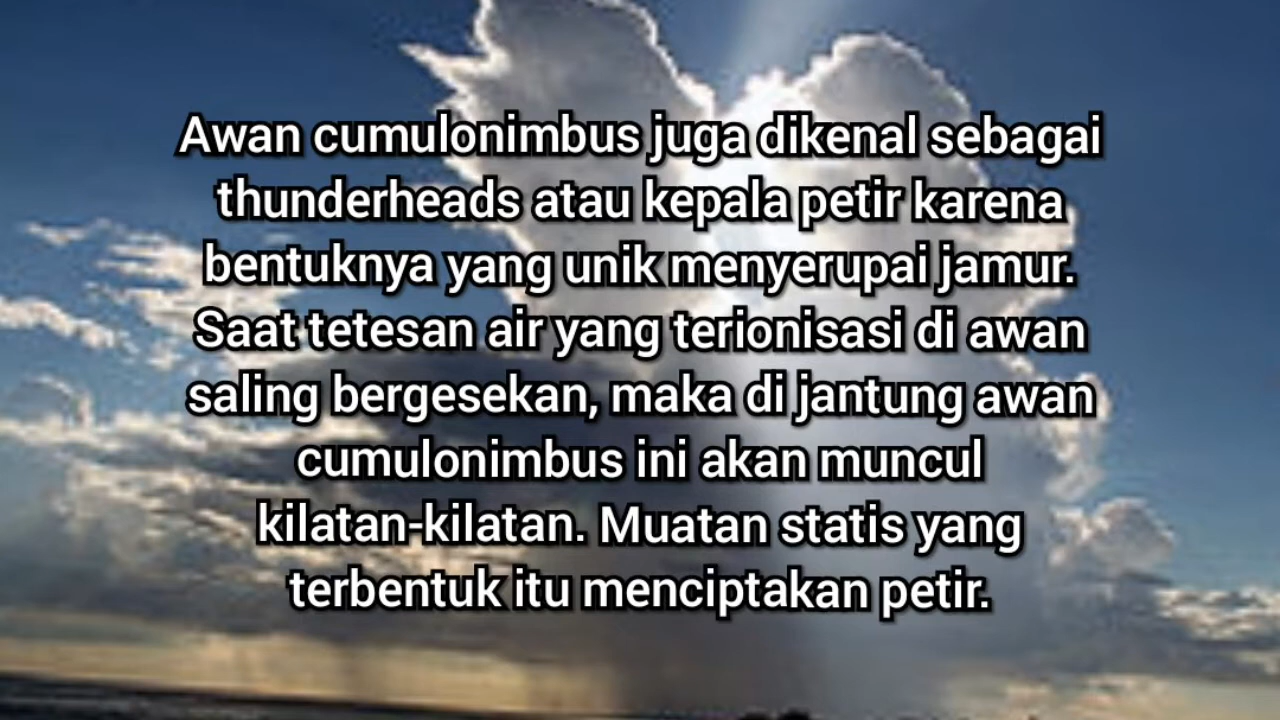 Awan cumulonimbus juga dikenal sebagai
thunderheads atau kepala petir karena
bentuknya yang unik menyerupai jamur.
Saat tetesan air yang terionisasi di awan
saling bergesekan, maka di jantung awan
cumulonimbus ini akan muncul
kilatan-kilatan. Muatan statis yang
terbentuk itu menciptakan petir.